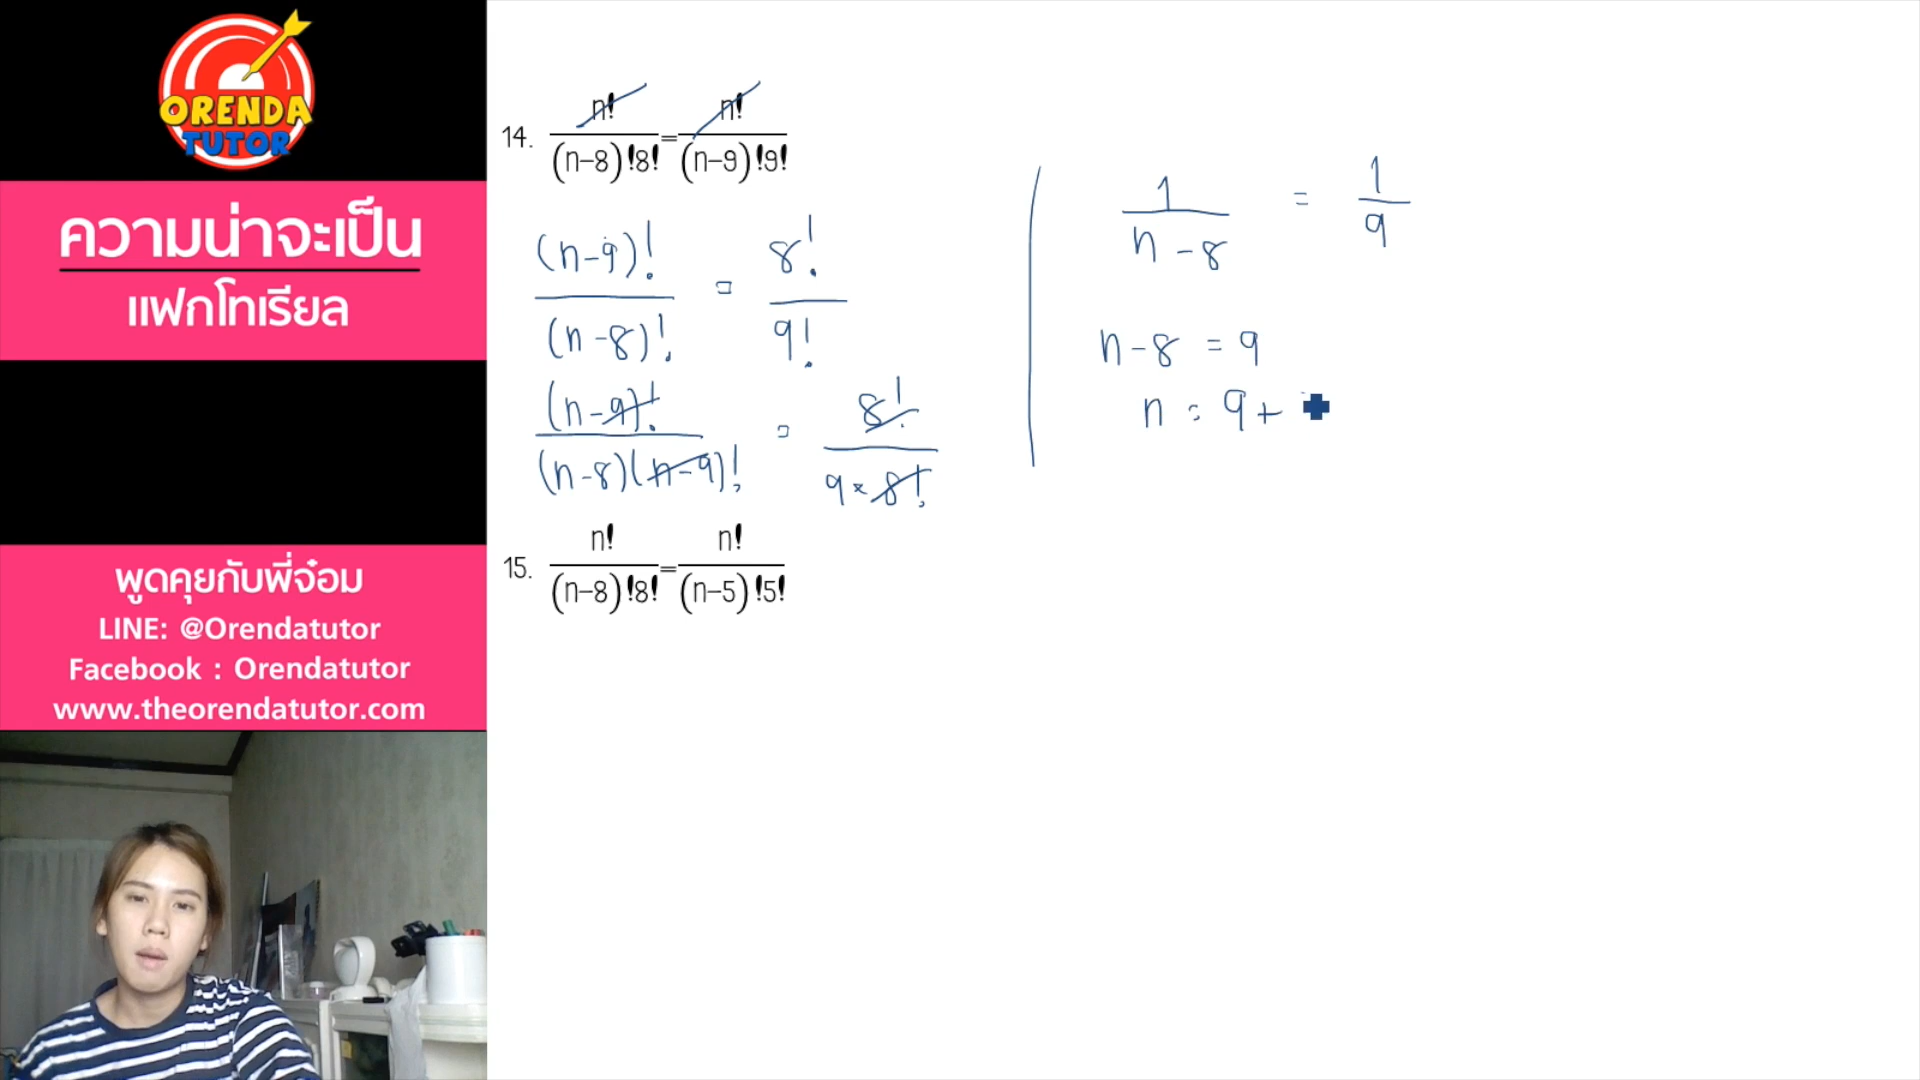 ORENDA
TUTOR
ความน่าจะเป็น
แฟกโทเรียล
พูดคุยกับพี่จ๋อม
LINE: @Orendatutor
Facebook : Orendatutor
www.theorendatutor.com
14. n!/(n-8)!8! = n!/(n-9)!9!
(n-9)!/(n-8)! = 8!/9!
(n-9)!/(n-8)(n-9)! = 8!/9×8!
15. n!/(n-8)!8! = n!/(n-5)!5!
1/n-8 = 1/9
n-8 = 9
n = 9+